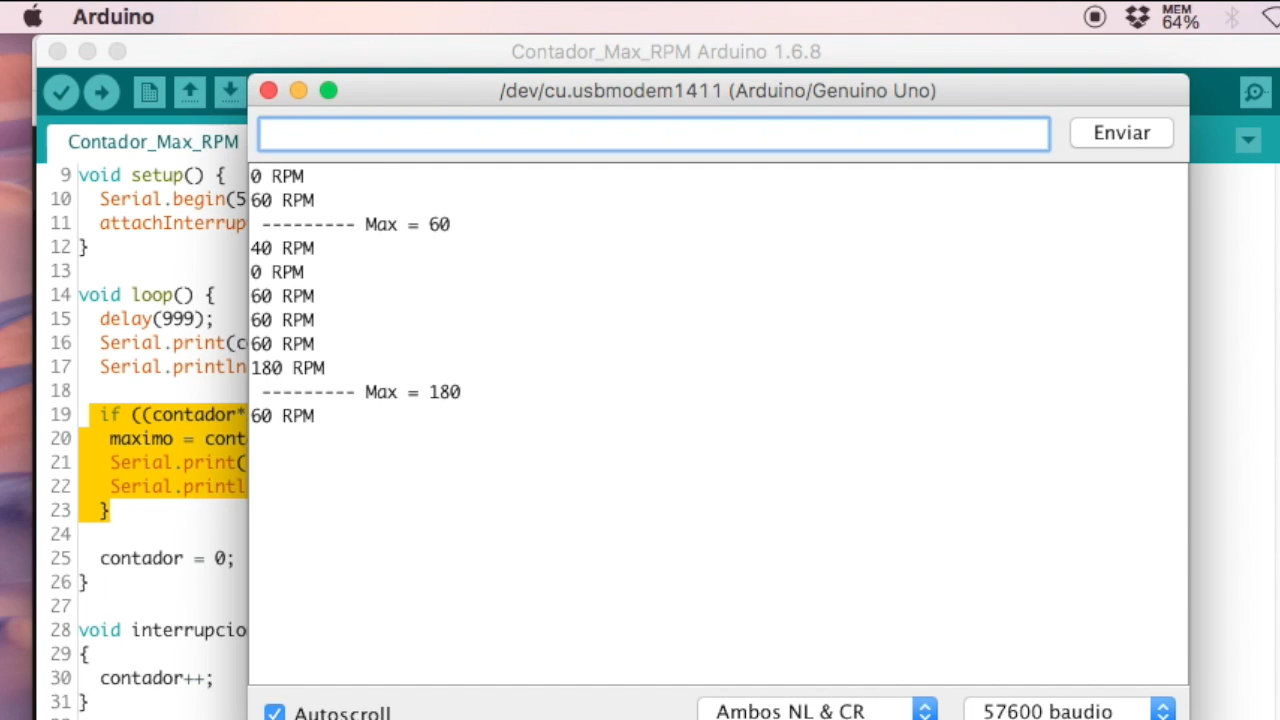 Arduino
MEM
64%
Contador_Max_RPM Arduino 1.6.8
/dev/cu.usbmodem1411 (Arduino/Genuino Uno)
Contador_Max_RPM
Enviar
9 void setup() {
10 Serial.begin(5
11 attachInterrup
12 }
13
14 void loop() {
15 delay(999);
16 Serial.print(c
17 Serial.println
18
19 if ((contador*
20 maximo = cont
21 Serial.print(
22 Serial.printl
23 }
24
25 contador = 0;
26 }
27
28 void interrupcio
29 {
30 contador++;
31 }
0 RPM
60 RPM
--------- Max = 60
40 RPM
0 RPM
60 RPM
60 RPM
60 RPM
180 RPM
--------- Max = 180
60 RPM
Autoscroll
Ambos NL & CR
57600 baudio